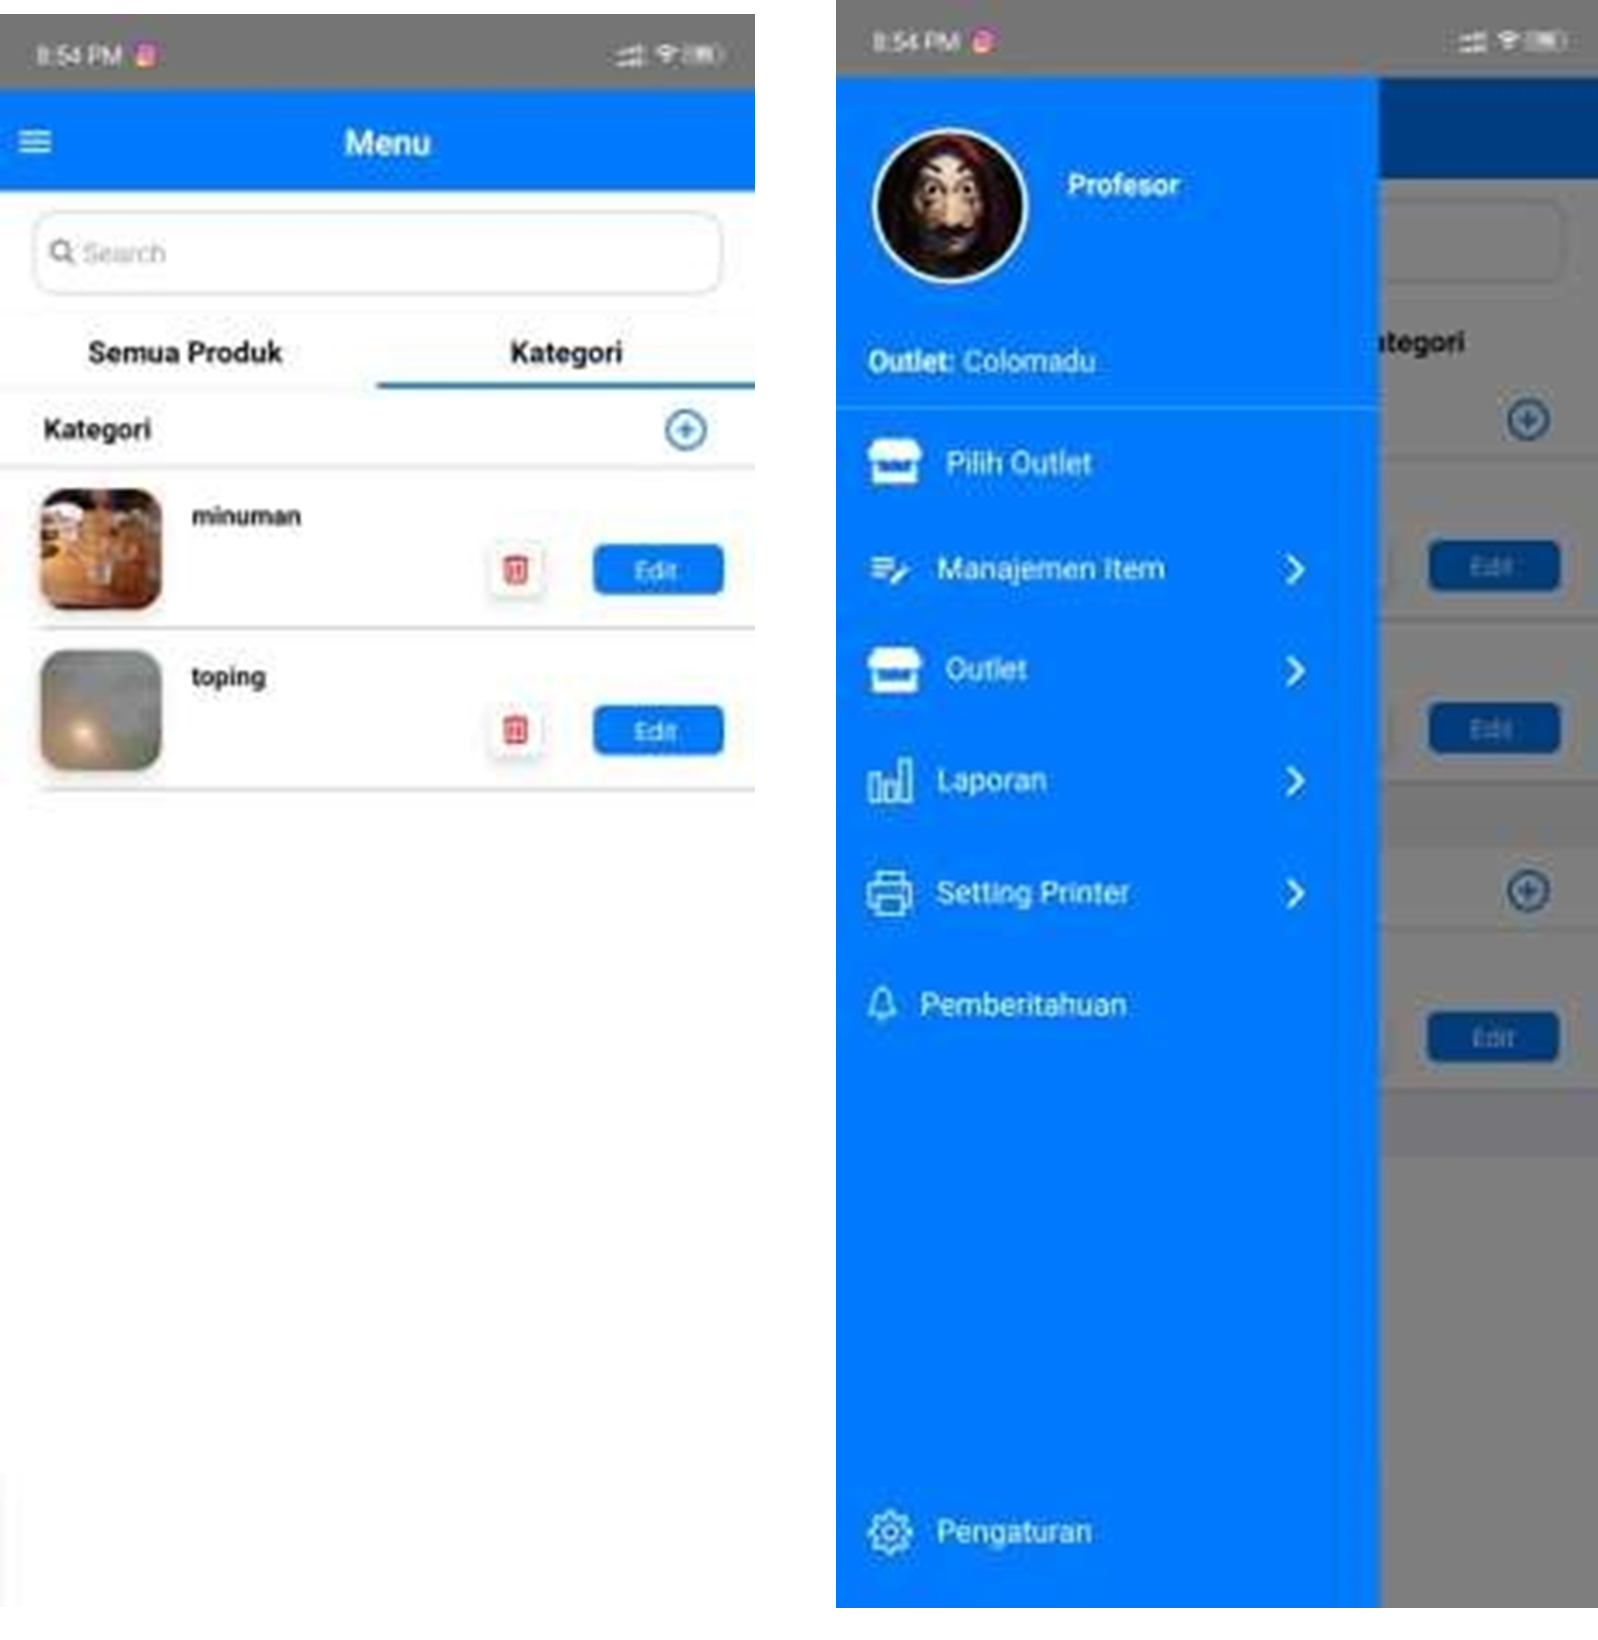 8:54 PM
Menu
Search
Semua Produk
Kategori
Kategori
minuman
Edit
toping
Edit
8:54 PM
Profesor
Outlet: Colomadu
Pilih Outlet
Manajemen Item
Outlet
Laporan
Setting Printer
Pemberitahuan
Pengaturan
ategori
Edit
Edit
Edit